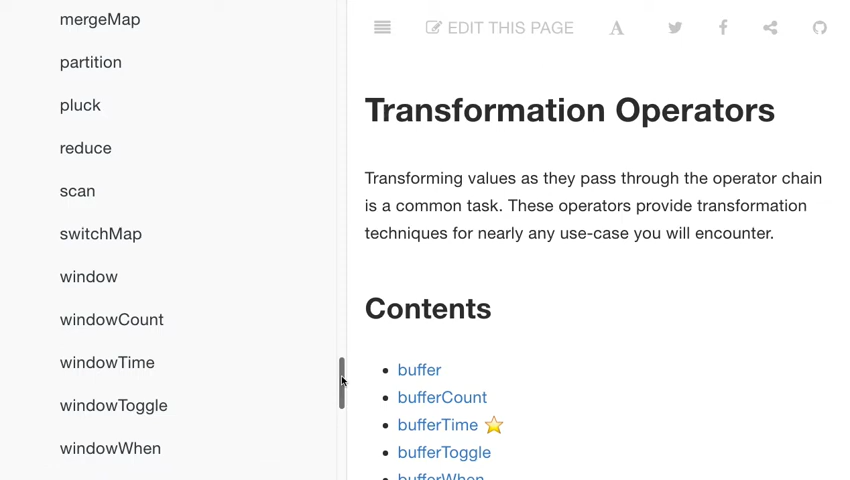 mergeMap
partition
pluck
reduce
scan
switchMap
window
windowCount
windowTime
windowToggle
windowWhen
EDIT THIS PAGE
A
Transformation Operators
Transforming values as they pass through the operator chain
is a common task. These operators provide transformation
techniques for nearly any use-case you will encounter.
Contents
buffer
bufferCount
bufferTime
bufferToggle
bufferWhen